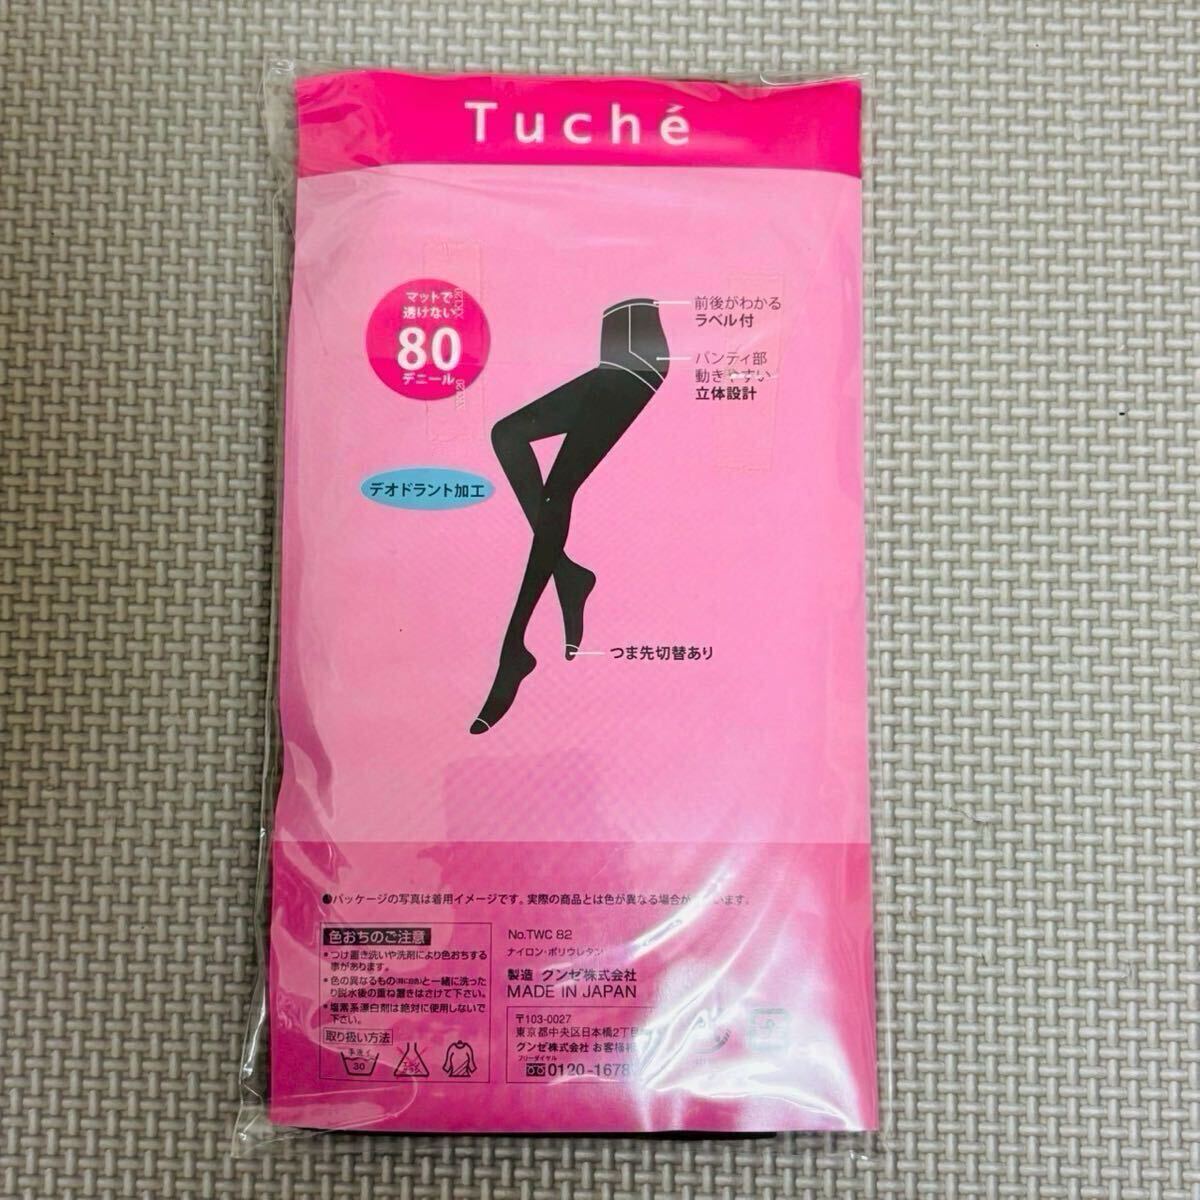 Tuché
マットで
透けない
80
デニール
前後がわかる
ラベル付
パンティ部
動きやすい
立体設計
デオドラント加工
つま先切替あり
●パッケージの写真は着用イメージです。実際の商品とは色が異なる場合が
います。
色おちのご注意
●つけ置き洗いや洗剤により色おちする
事があります。
●色の異なるもの(特に白色)と一緒に洗った
り脱水後の重ね置きはさけて下さい。
●塩素系漂白剤は絶対に使用しないで
下さい。
取り扱い方法
手洗イ
30
No.TWC 82
ナイロン・ポリウレタン
製造 グンゼ株式会社
MADE IN JAPAN
〒103-0027
東京都中央区日本橋2丁目
グンゼ株式会社 お客様相
フリーダイヤル
0120-1678